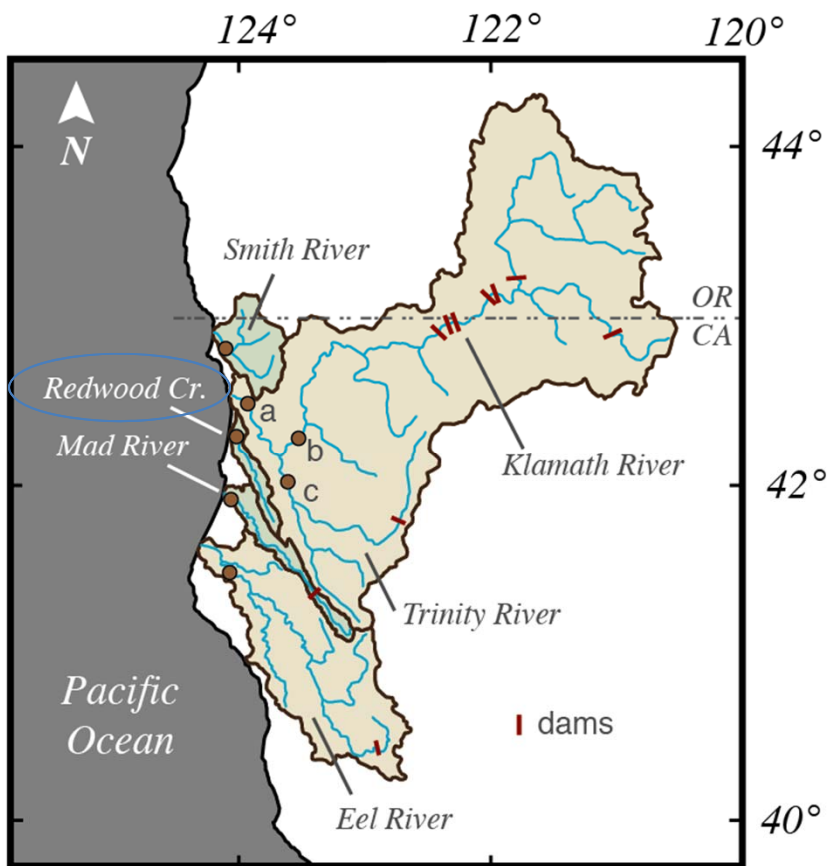 124°
122°
120°
N
44°
Smith River
OR
CA
Redwood Cr.
a
Mad River
b
Klamath River
c
42°
Trinity River
Pacific
Ocean
dams
Eel River
40°